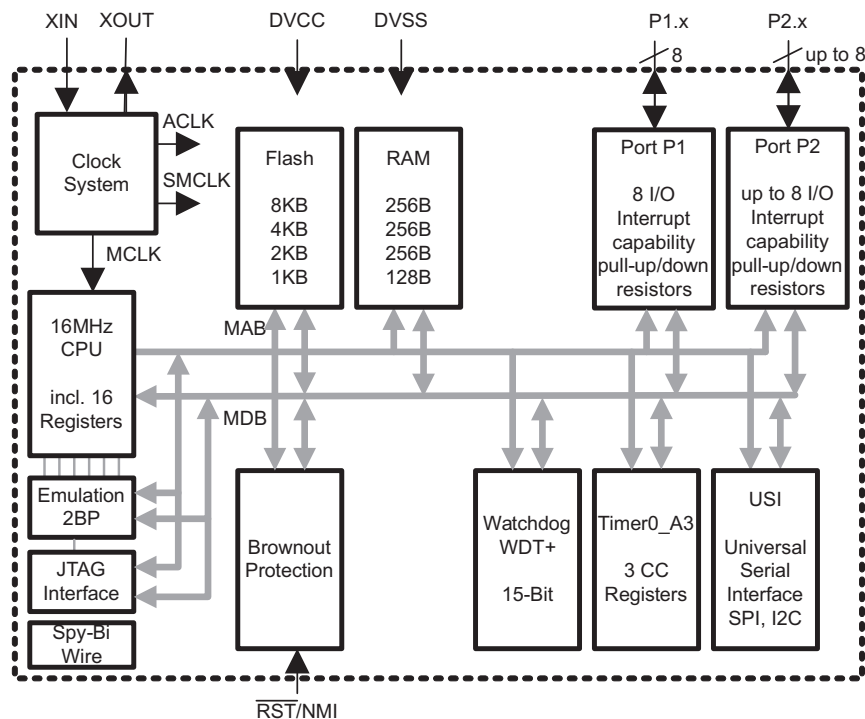 XIN
XOUT
DVCC
DVSS
P1.x
P2.x
8
up to 8
Clock
System
ACLK
SMCLK
MCLK
Flash
8KB
4KB
2KB
1KB
RAM
256B
256B
256B
128B
Port P1
8 I/O
Interrupt
capability
pull-up/down
resistors
Port P2
up to 8 I/O
Interrupt
capability
pull-up/down
resistors
16MHz
CPU
incl. 16
Registers
MAB
MDB
Emulation
2BP
JTAG
Interface
Spy-Bi
Wire
Brownout
Protection
Watchdog
WDT+
15-Bit
Timer0_A3
3 CC
Registers
USI
Universal
Serial
Interface
SPI, I2C
RST/NMI